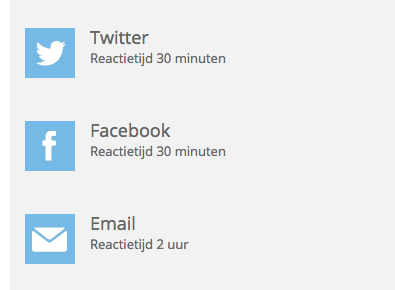 Twitter
Reactietijd 30 minuten
Facebook
Reactietijd 30 minuten
Email
Reactietijd 2 uur